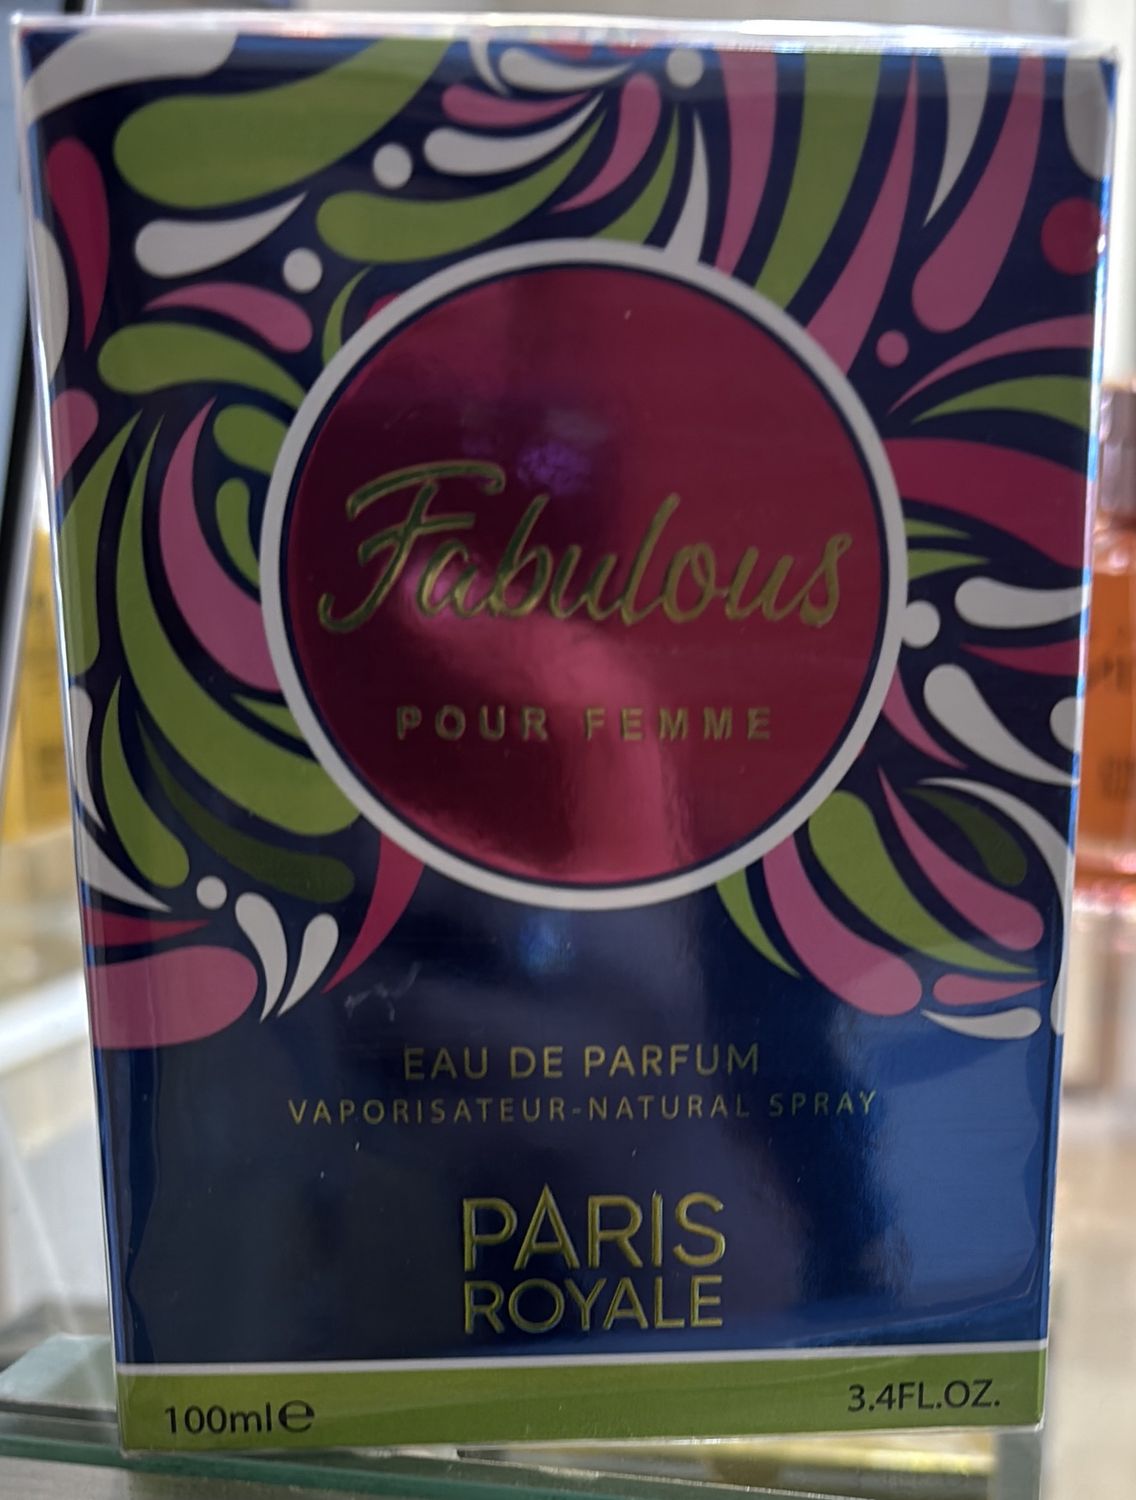 Fabulous
POUR FEMME
EAU DE PARFUM
VAPORISATEUR-NATURAL SPRAY
PARIS
ROYALE
100ml℮
3.4FL.OZ.